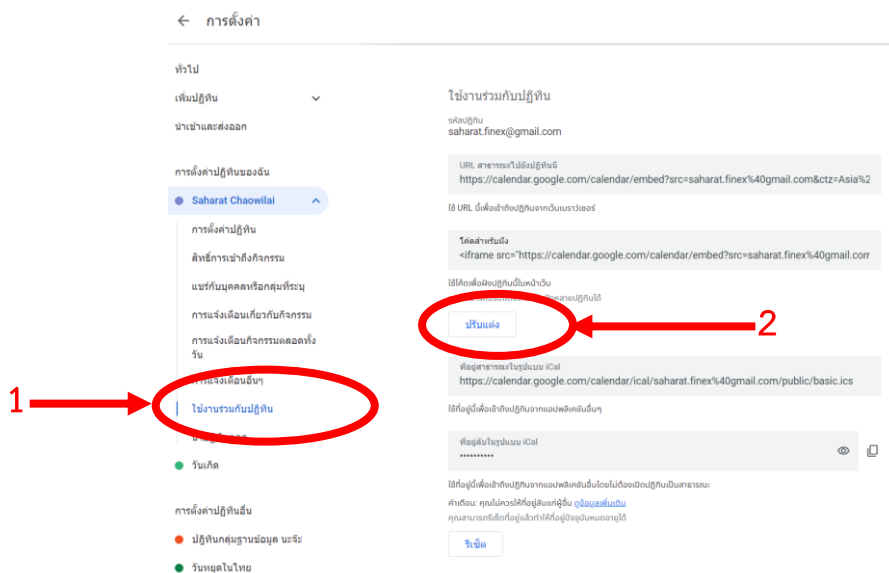 การตั้งค่า
ทั่วไป
เพิ่มปฏิทิน
นำเข้าและส่งออก
การตั้งค่าปฏิทินของฉัน
Saharat Chaowilai
การตั้งค่าปฏิทิน
สิทธิ์การเข้าถึงกิจกรรม
แชร์กับบุคคลหรือกลุ่มที่ระบุ
การแจ้งเตือนเกี่ยวกับกิจกรรม
การแจ้งเตือนกิจกรรมตลอดทั้ง
วัน
การแจ้งเตือนอื่นๆ
1
ใช้งานร่วมกับปฏิทิน
วันเกิด
การตั้งค่าปฏิทินอื่น
ปฏิทินกลุ่มฐานข้อมูล นะจ๊ะ
วันหยุดในไทย
ใช้งานร่วมกับปฏิทิน
รหัสปฏิทิน
saharat.finex@gmail.com
URL สาธารณะไปยังปฏิทินนี้
https://calendar.google.com/calendar/embed?src=saharat.finex%40gmail.com&ctz=Asia%2
ใช้ URL นี้เพื่อเข้าถึงปฏิทินจากเว็บเบราว์เซอร์
โค้ดสำหรับฝัง
<iframe src="https://calendar.google.com/calendar/embed?src=saharat.finex%40gmail.com
ใช้โค้ดเพื่อฝังปฏิทินนี้ในหน้าเว็บ
หลายปฏิทินได้
ปรับแต่ง
2
ที่อยู่สาธารณะในรูปแบบ iCal
https://calendar.google.com/calendar/ical/saharat.finex%40gmail.com/public/basic.ics
ใช้ที่อยู่นี้เพื่อเข้าถึงปฏิทินจากแอปพลิเคชันอื่นๆ
ที่อยู่ลับในรูปแบบ iCal
••••••••••
ใช้ที่อยู่นี้เพื่อเข้าถึงปฏิทินจากแอปพลิเคชันอื่นโดยไม่ต้องเปิดปฏิทินเป็นสาธารณะ
คำเตือน: คุณไม่ควรให้ที่อยู่ลับแก่ผู้อื่น ดูข้อมูลเพิ่มเติม
คุณสามารถรีเซ็ตที่อยู่แล้วทำให้ที่อยู่ปัจจุบันหมดอายุได้
รีเซ็ต